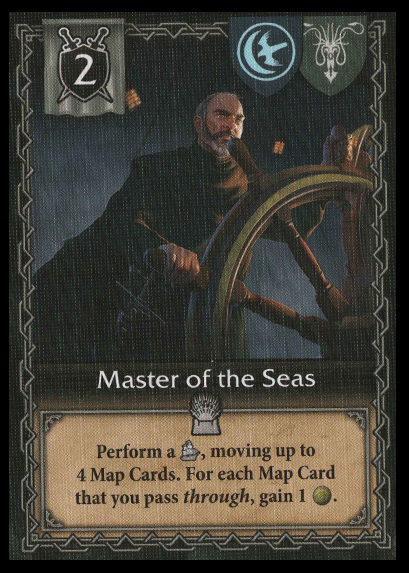 2
Master of the Seas
Perform a , moving up to
4 Map Cards. For each Map Card
that you pass through, gain 1 .